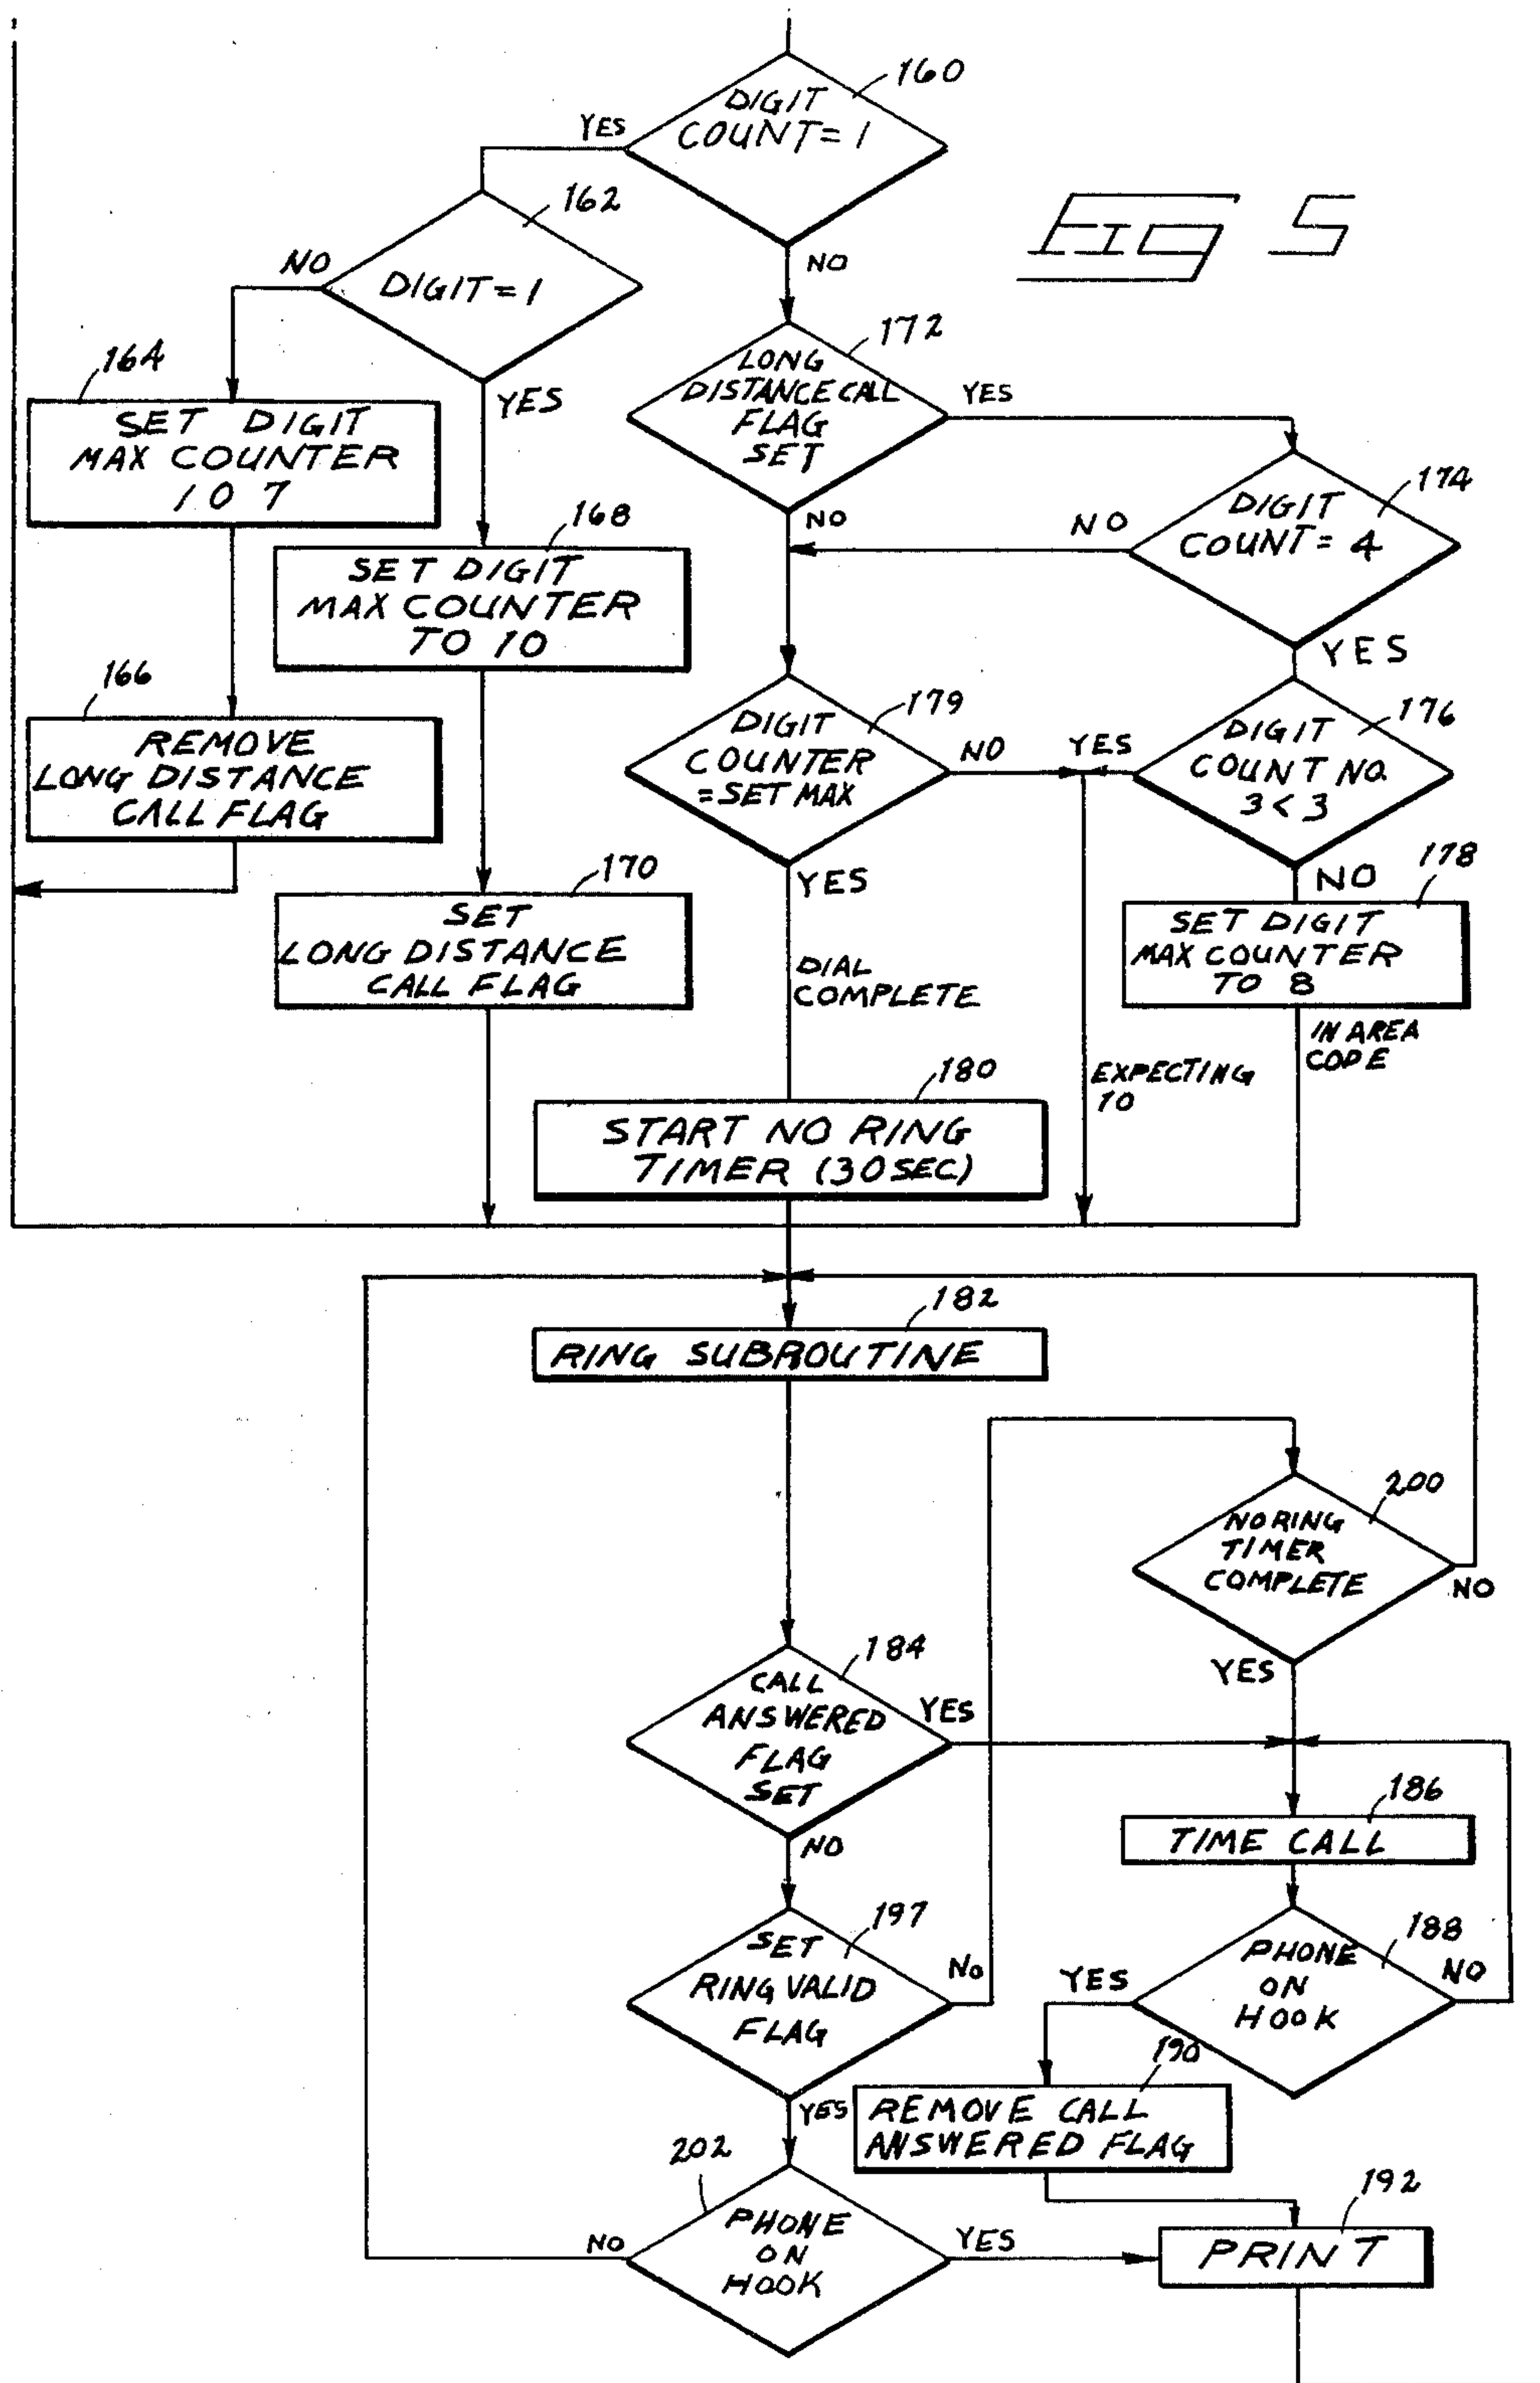 160
DIGIT
COUNT = 1
YES
NO
FIG 5
162
DIGIT = 1
NO
YES
164
SET DIGIT
MAX COUNTER
10 7
166
REMOVE
LONG DISTANCE
CALL FLAG
168
SET DIGIT
MAX COUNTER
TO 10
170
SET
LONG DISTANCE
CALL FLAG
172
LONG
DISTANCE CALL
FLAG
SET
YES
NO
174
DIGIT
COUNT = 4
NO
YES
176
DIGIT
COUNT NO.
3 < 3
YES
NO
178
SET DIGIT
MAX COUNTER
TO 8
IN AREA
CODE
179
DIGIT
COUNTER
= SET MAX
NO
YES
DIAL
COMPLETE
EXPECTING
10
180
START NO RING
TIMER (30 SEC)
182
RING SUBROUTINE
200
NO RING
TIMER
COMPLETE
NO
YES
184
CALL
ANSWERED
FLAG
SET
YES
NO
186
TIME CALL
197
SET
RING VALID
FLAG
No
YES
188
PHONE
ON
HOOK
YES
NO
190
REMOVE CALL
ANSWERED FLAG
202
PHONE
ON
HOOK
NO
YES
192
PRINT